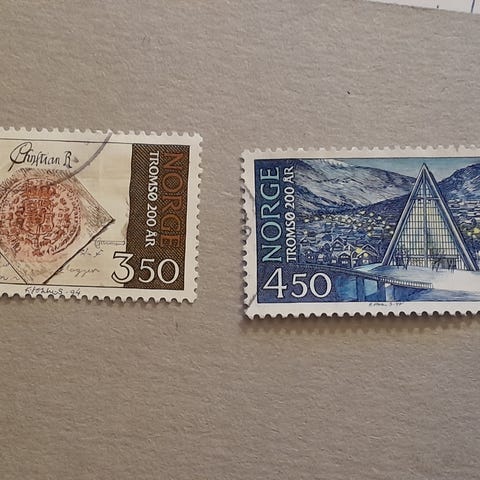 Christian R
NORGE
TROMSØ 200 ÅR
3 50
NORGE
TROMSØ 200 ÅR
4 50